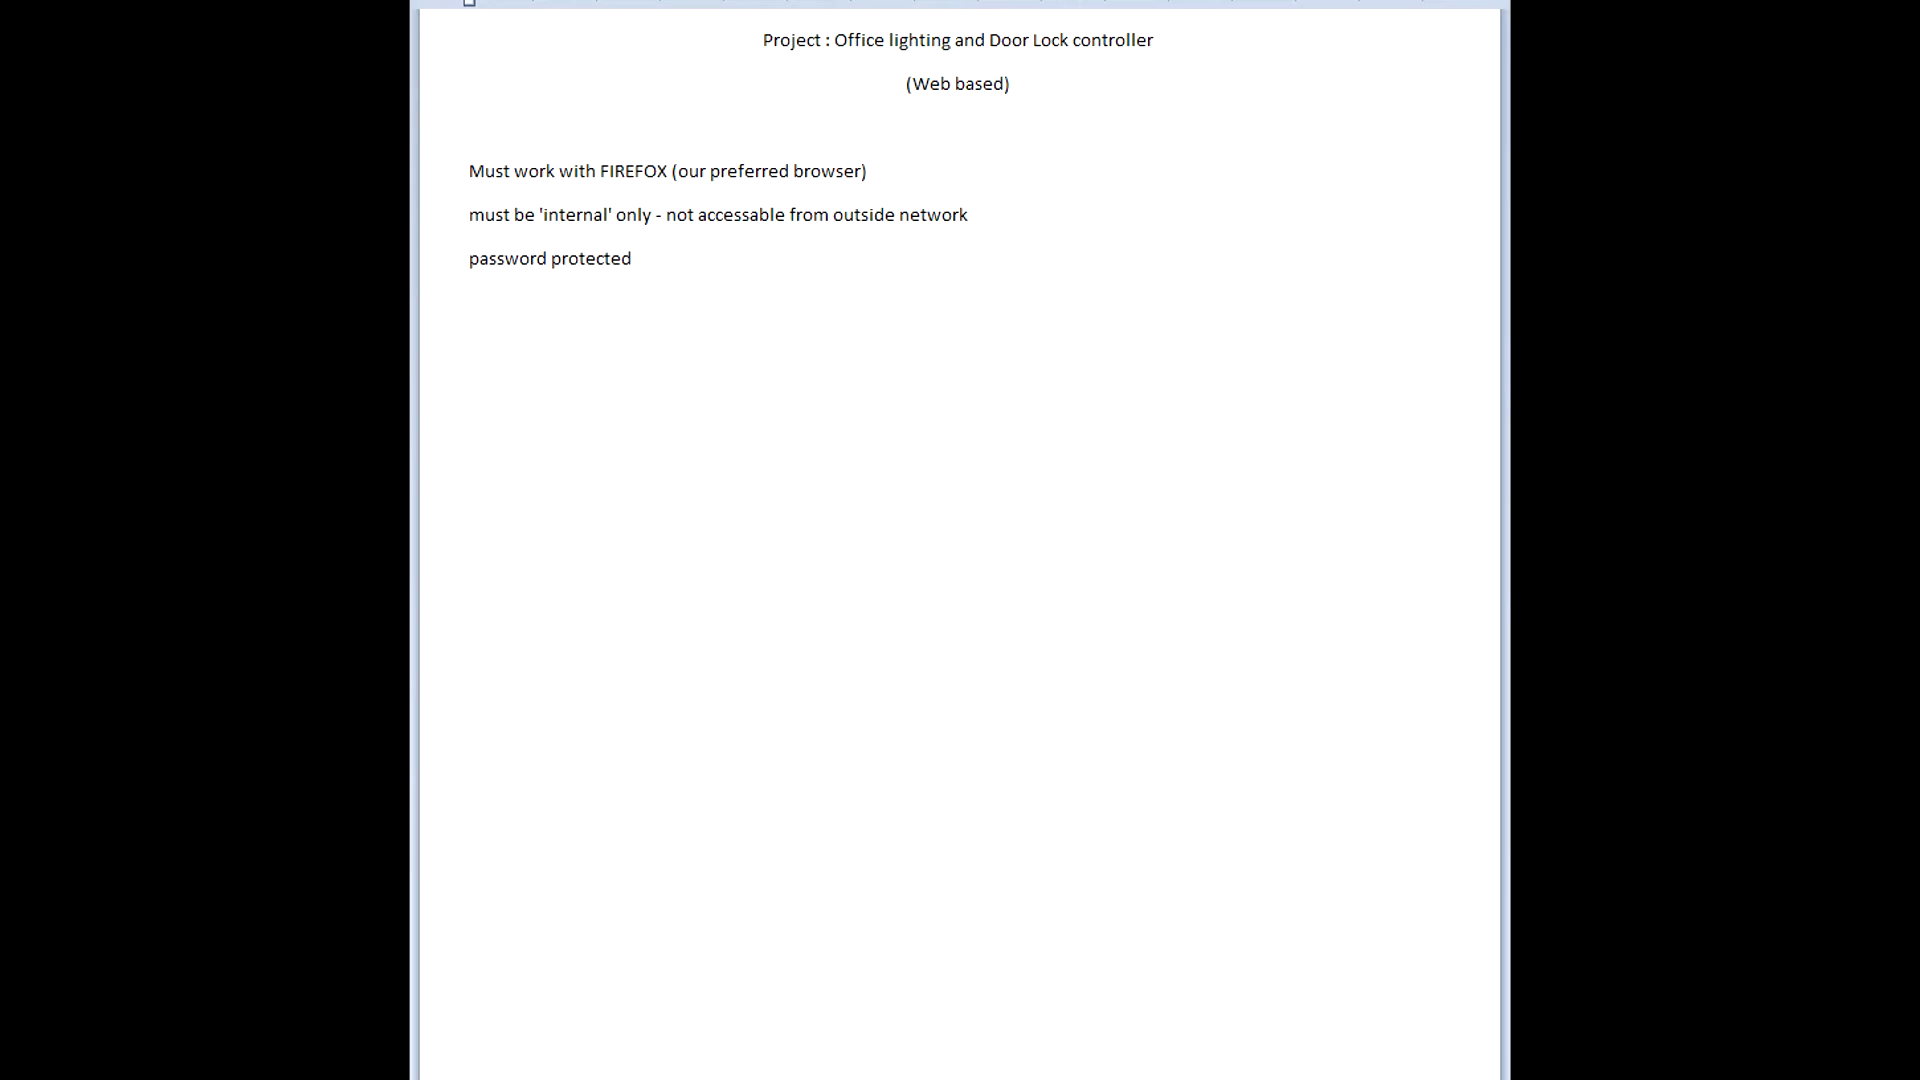 Project : Office lighting and Door Lock controller
(Web based)
Must work with FIREFOX (our preferred browser)
must be 'internal' only - not accessable from outside network
password protected